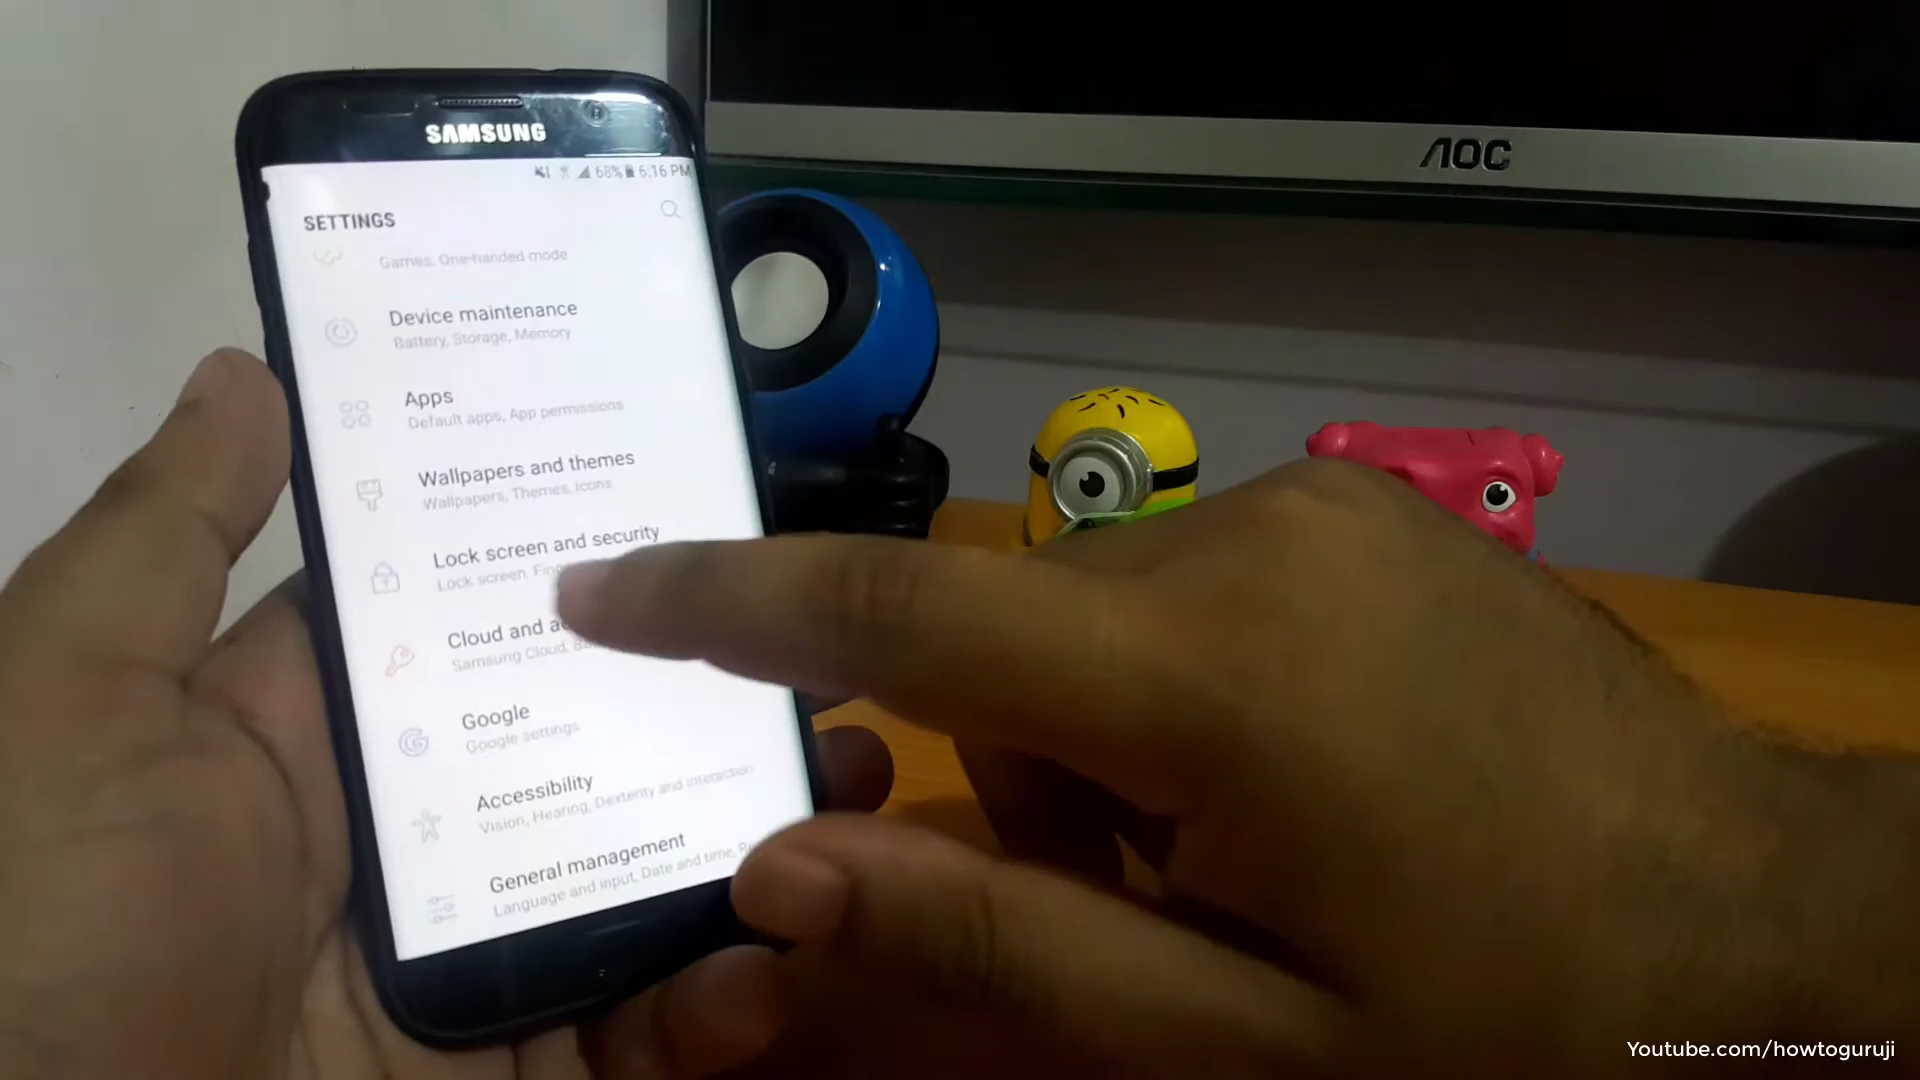 SAMSUNG
68% 6:16 PM
SETTINGS
Games, One-handed mode
Device maintenance
Battery, Storage, Memory
Apps
Default apps, App permissions
Wallpapers and themes
Wallpapers, Themes, Icons
Lock screen and security
Lock screen,
Cloud and
Samsung Cloud,
Google
Google settings
Accessibility
Vision, Hearing, Dexterity and interaction
General management
Language and input, Date and time,
AOC
Youtube.com/howtoguruji